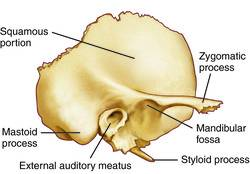 Squamous
portion
Zygomatic
process
Mandibular
fossa
Mastoid
process
Styloid process
External auditory meatus